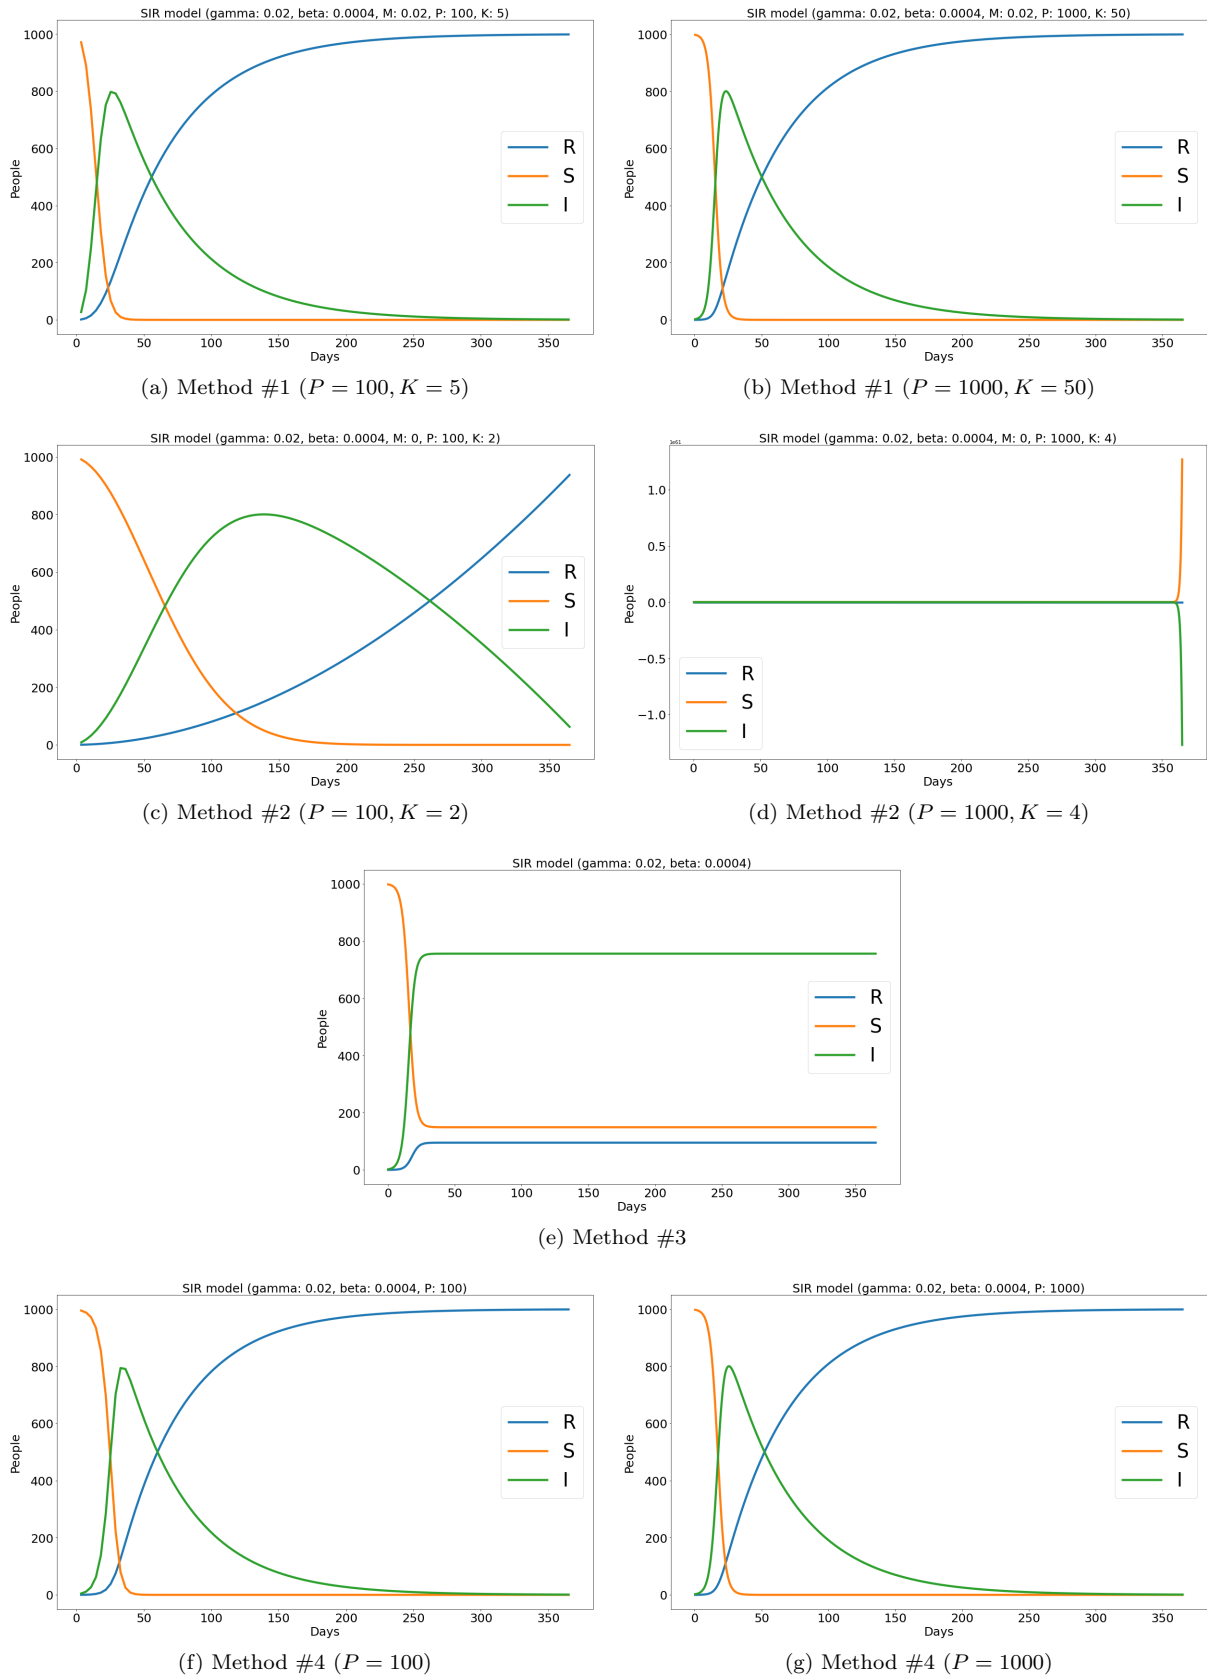 SIR model (gamma: 0.02, beta: 0.0004, M: 0.02, P: 100, K: 5)
1000
800
600
400
200
0
People
R
S
I
0 50 100 150 200 250 300 350
Days
(a) Method #1 (P = 100, K = 5)
SIR model (gamma: 0.02, beta: 0.0004, M: 0.02, P: 1000, K: 50)
1000
800
600
400
200
0
People
R
S
I
0 50 100 150 200 250 300 350
Days
(b) Method #1 (P = 1000, K = 50)
SIR model (gamma: 0.02, beta: 0.0004, M: 0, P: 100, K: 2)
1000
800
600
400
200
0
People
R
S
I
0 50 100 150 200 250 300 350
Days
(c) Method #2 (P = 100, K = 2)
SIR model (gamma: 0.02, beta: 0.0004, M: 0, P: 1000, K: 4)
1e61
1.0
0.5
0.0
−0.5
−1.0
People
R
S
I
0 50 100 150 200 250 300 350
Days
(d) Method #2 (P = 1000, K = 4)
SIR model (gamma: 0.02, beta: 0.0004)
1000
800
600
400
200
0
People
R
S
I
0 50 100 150 200 250 300 350
Days
(e) Method #3
SIR model (gamma: 0.02, beta: 0.0004, P: 100)
1000
800
600
400
200
0
People
R
S
I
0 50 100 150 200 250 300 350
Days
(f) Method #4 (P = 100)
SIR model (gamma: 0.02, beta: 0.0004, P: 1000)
1000
800
600
400
200
0
People
R
S
I
0 50 100 150 200 250 300 350
Days
(g) Method #4 (P = 1000)